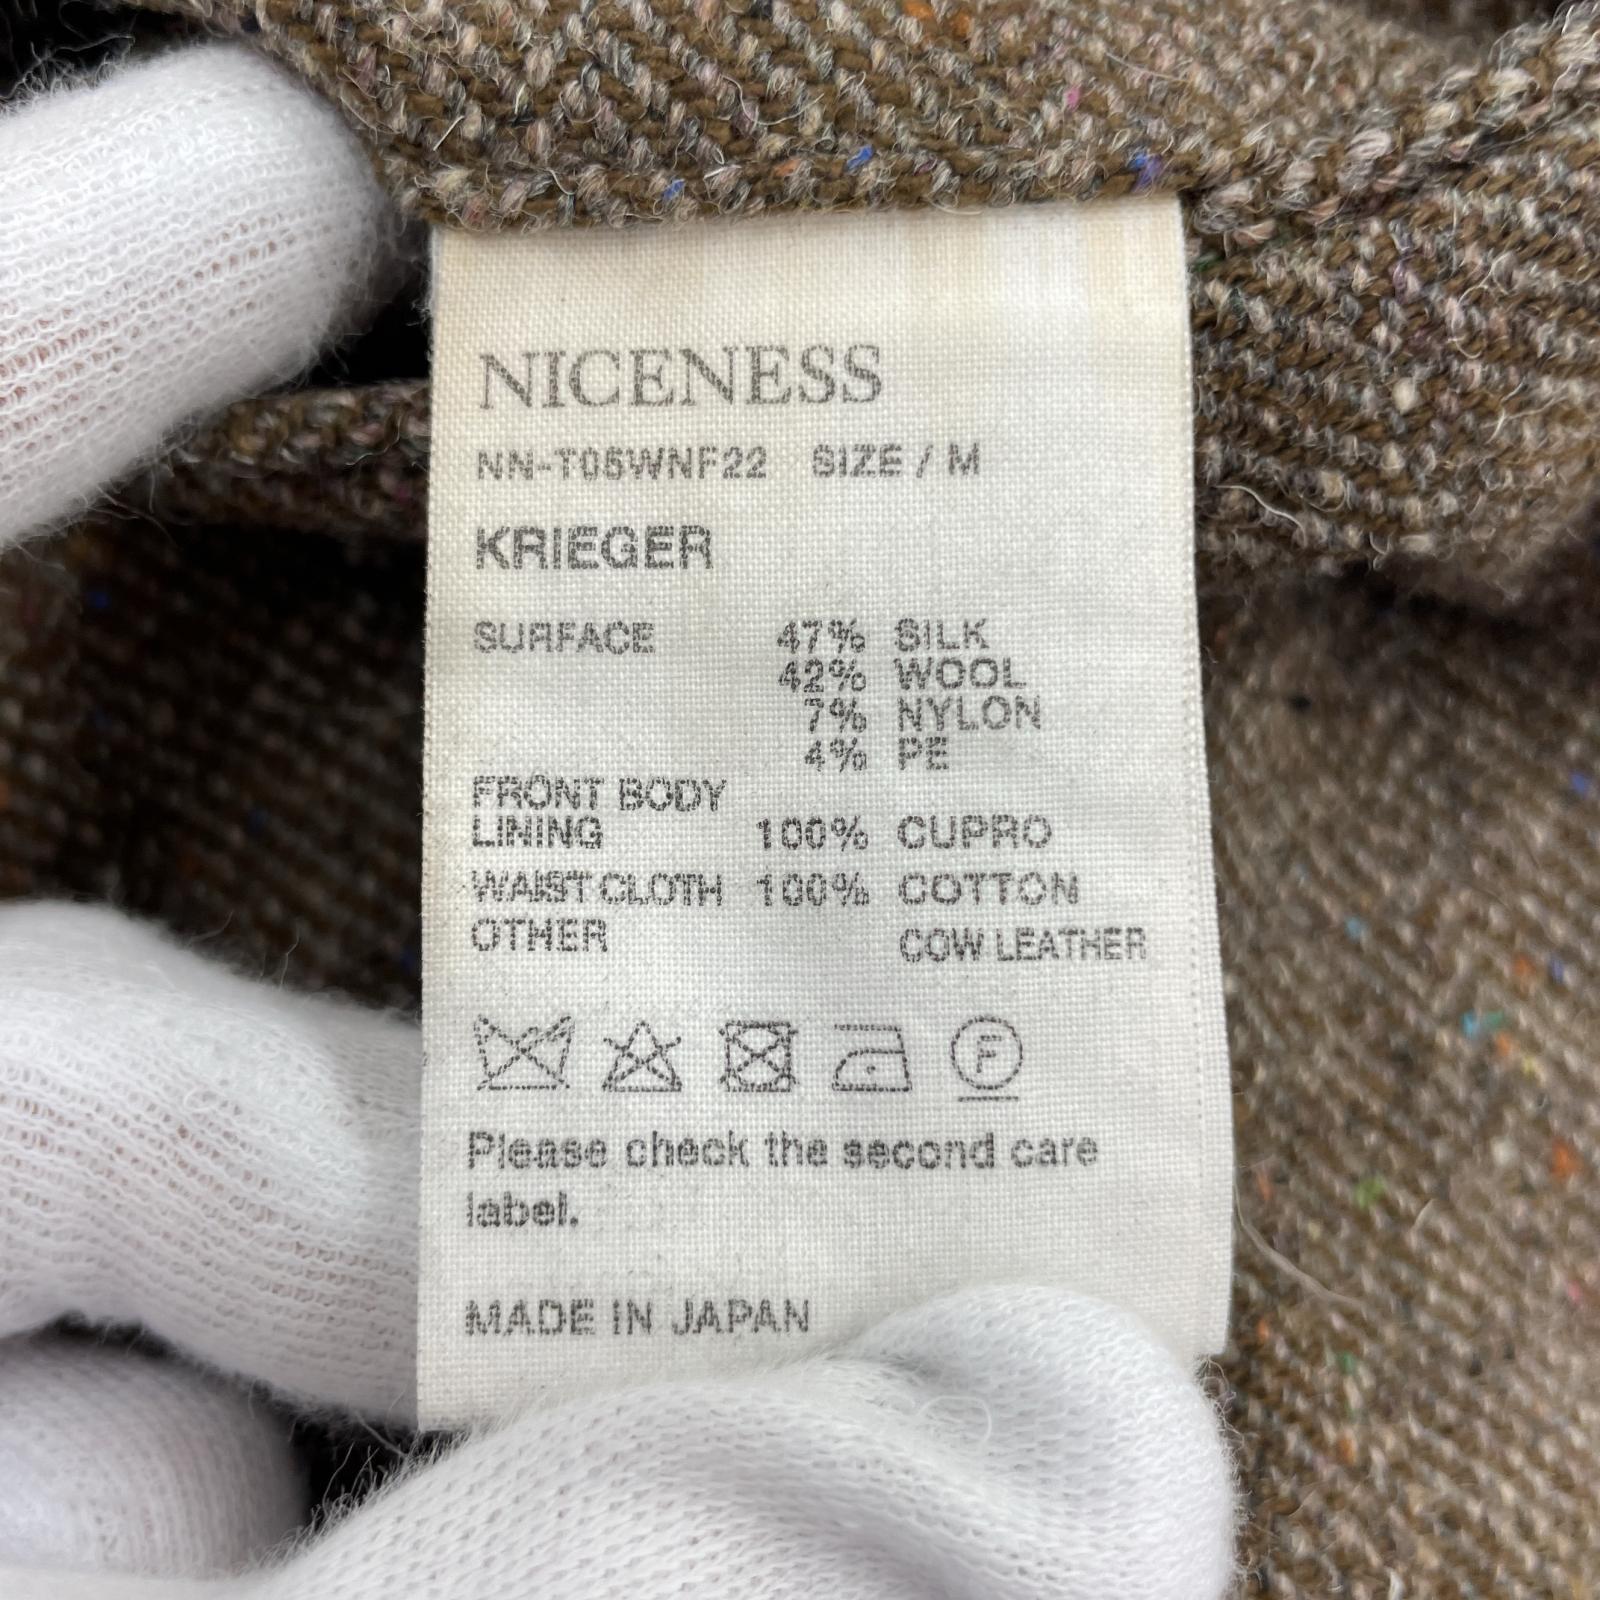 NICENESS
NN-T05WNF22 SIZE / M
KRIEGER
SURFACE 47% SILK
42% WOOL
7% NYLON
4% PE
FRONT BODY
LINING 100% CUPRO
WAIST CLOTH 100% COTTON
OTHER COW LEATHER
F
Please check the second care
label.
MADE IN JAPAN